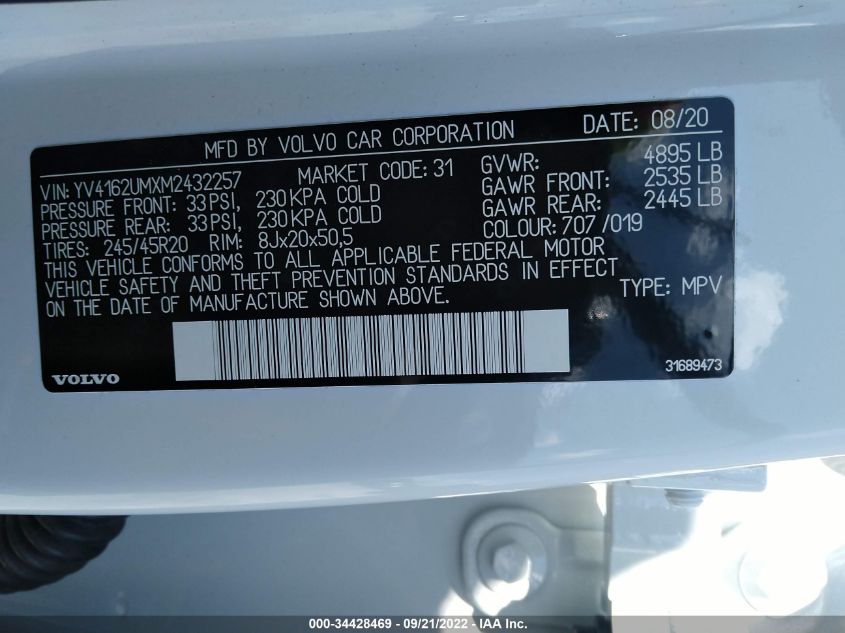 MFD BY VOLVO CAR CORPORATION DATE: 08/20
VIN: YV4162UMXM2432257 MARKET CODE: 31 GVWR: 4895 LB
PRESSURE FRONT: 33 PSI, 230 KPA COLD GAWR FRONT: 2535 LB
PRESSURE REAR: 33 PSI, 230 KPA COLD GAWR REAR: 2445 LB
TIRES: 245/45R20 RIM: 8Jx20x50,5 COLOUR: 707 /019
THIS VEHICLE CONFORMS TO ALL APPLICABLE FEDERAL MOTOR
VEHICLE SAFETY AND THEFT PREVENTION STANDARDS IN EFFECT
ON THE DATE OF MANUFACTURE SHOWN ABOVE. TYPE: MPV
VOLVO 31689473
000-34428469 - 09/21/2022 - IAA Inc.